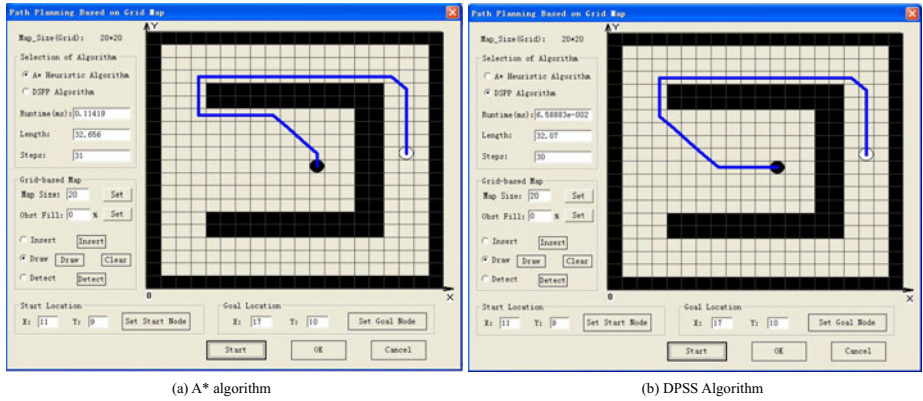 Path Planning Based on Grid Map
Map_Size(Grid): 20*20
Selection of Algorithm
A* Heuristic Algorithm
DSPP Algorithm
Runtime(ms): 0.11419
Length: 32.656
Steps: 31
Grid-based Map
Map Size: 20 Set
Obst Fill: 0 % Set
Insert Insert
Draw Draw Clear
Detect Detect
Y
0
X
Start Location
X: 11 Y: 9 Set Start Node
Goal Location
X: 17 Y: 10 Set Goal Node
Start OK Cancel
(a) A* algorithm
Path Planning Based on Grid Map
Map_Size(Grid): 20*20
Selection of Algorithm
A* Heuristic Algorithm
DSPP Algorithm
Runtime(ms): 6.58883e-002
Length: 32.07
Steps: 30
Grid-based Map
Map Size: 20 Set
Obst Fill: 0 % Set
Insert Insert
Draw Draw Clear
Detect Detect
Y
0
X
Start Location
X: 11 Y: 9 Set Start Node
Goal Location
X: 17 Y: 10 Set Goal Node
Start OK Cancel
(b) DPSS Algorithm